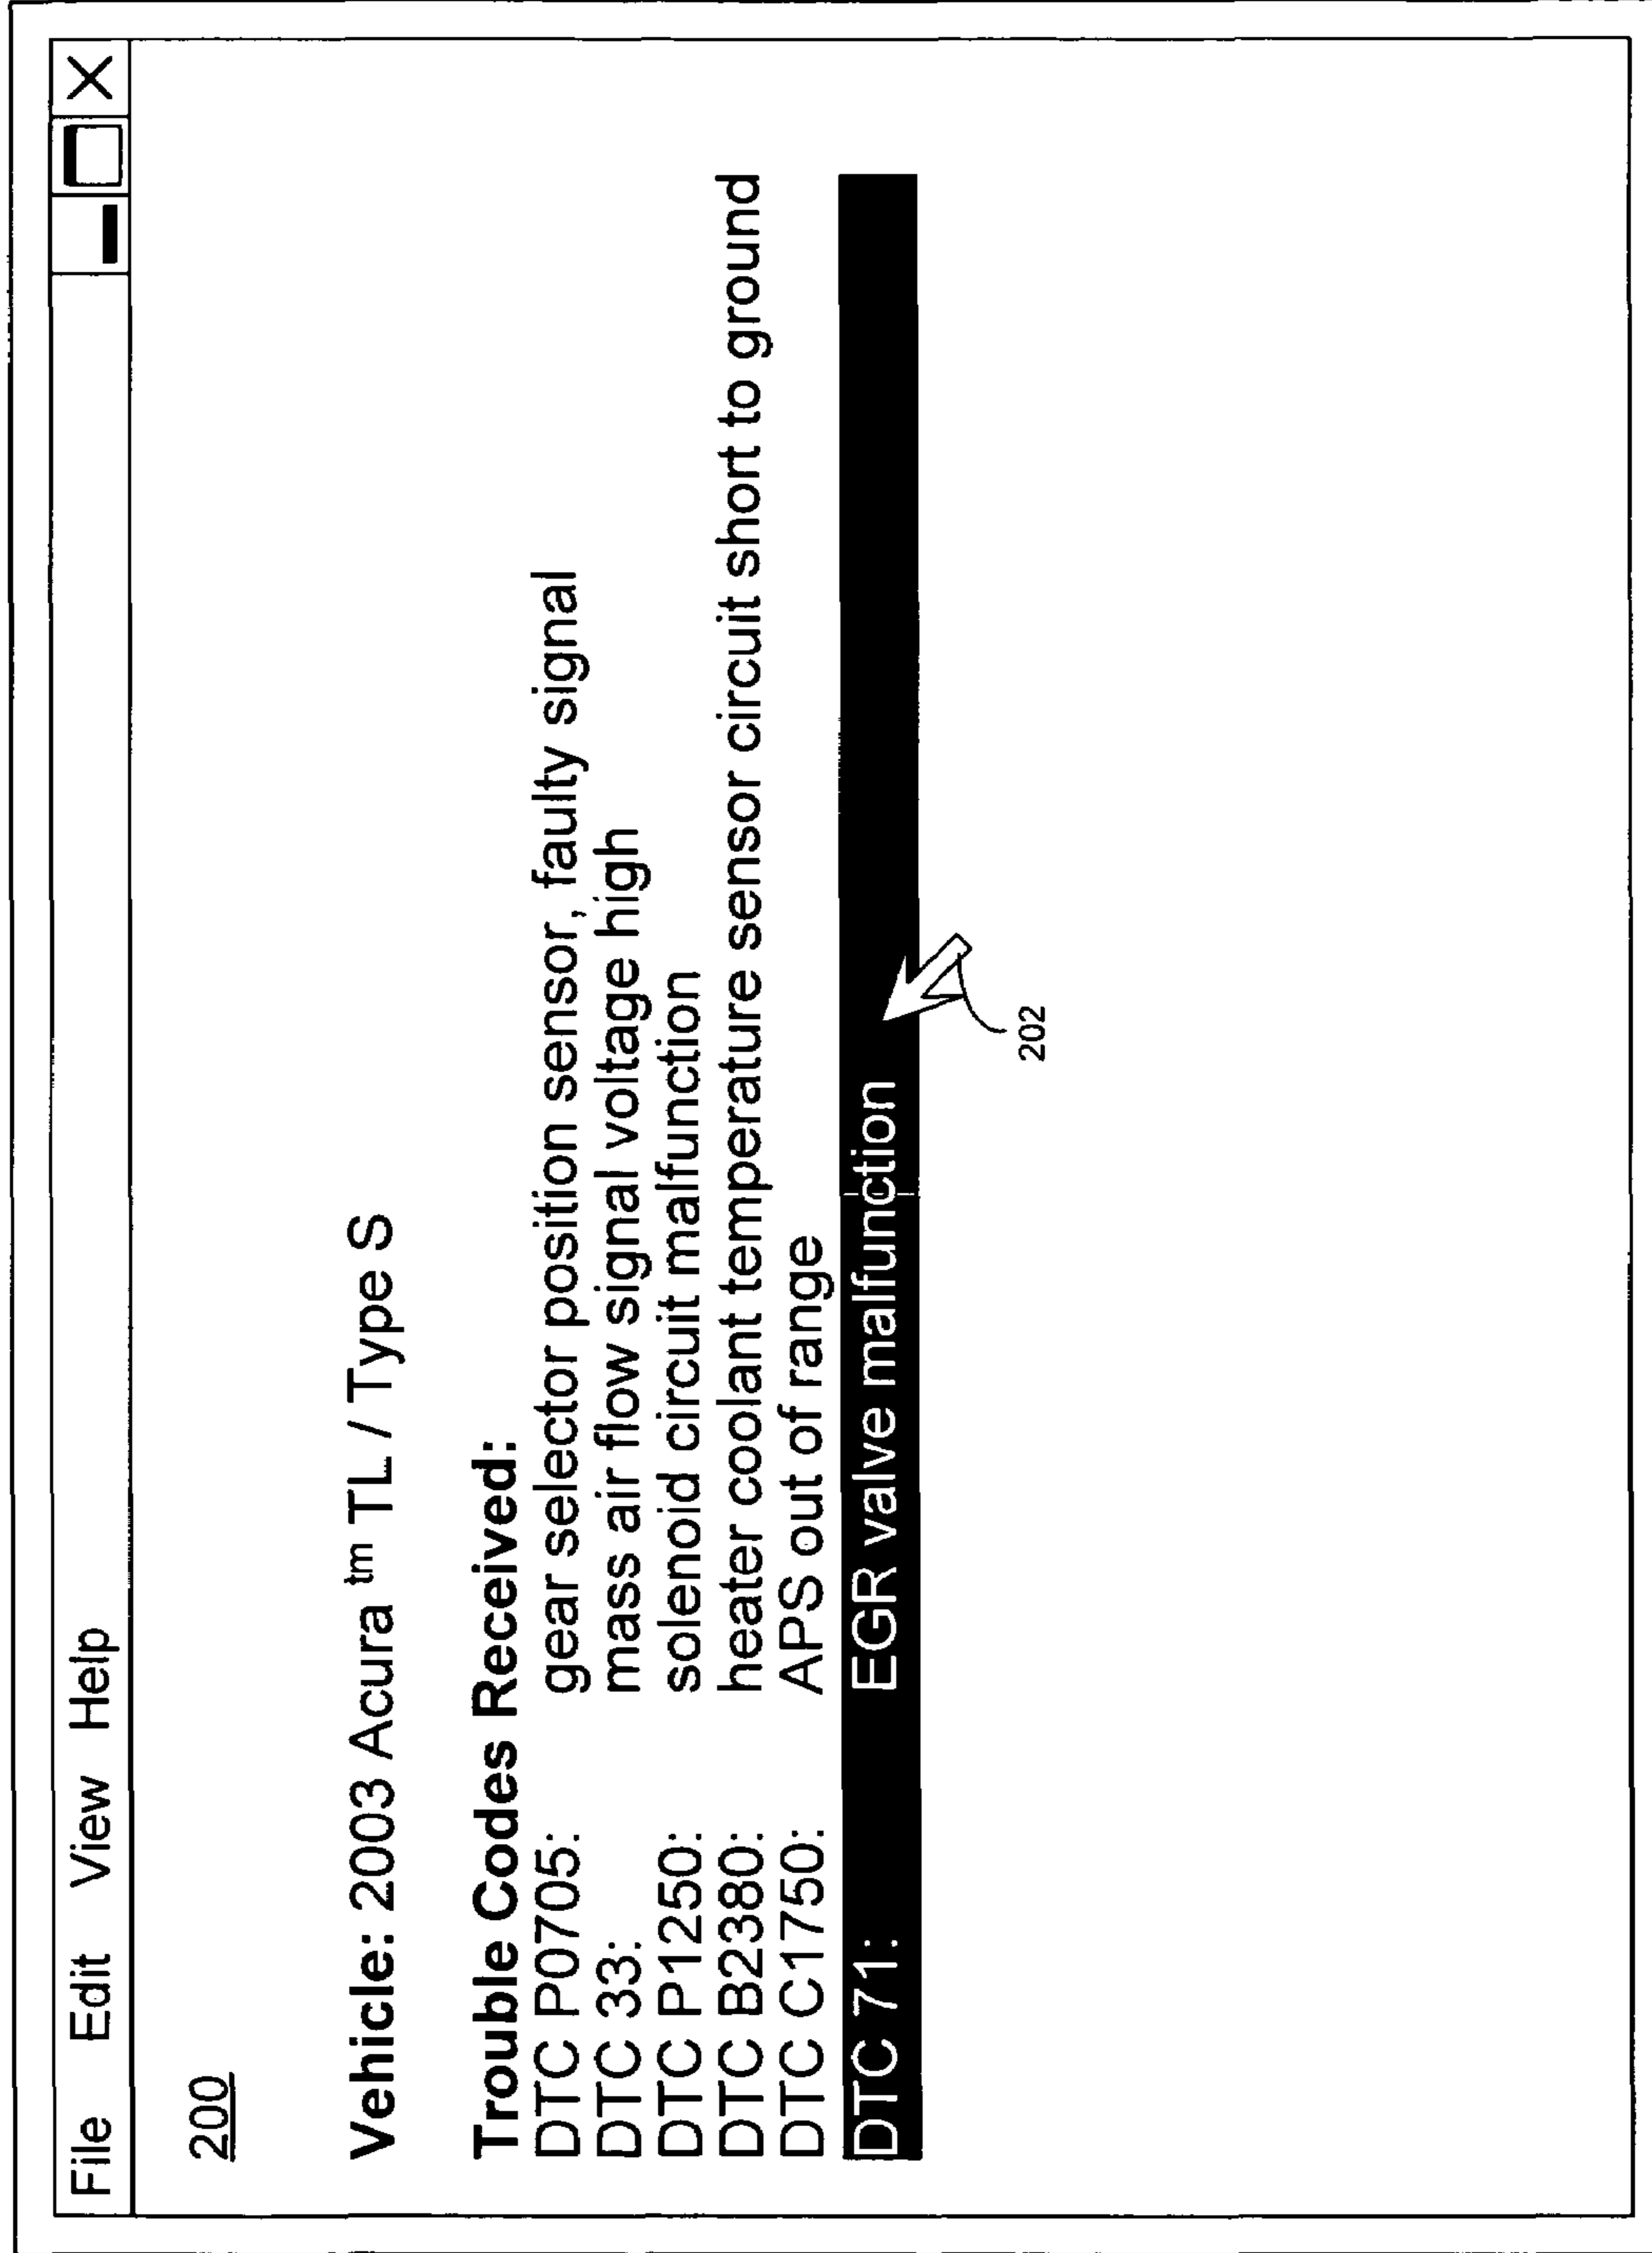 File Edit View Help
200
Vehicle: 2003 Acura tm TL / Type S
Trouble Codes Received:
DTC P0705: gear selector position sensor, faulty signal
DTC 33: mass air flow signal voltage high
DTC P1250: solenoid circuit malfunction
DTC B2380: heater coolant temperature sensor circuit short to ground
DTC C1750: APS out of range
DTC 71: EGR valve malfunction
202